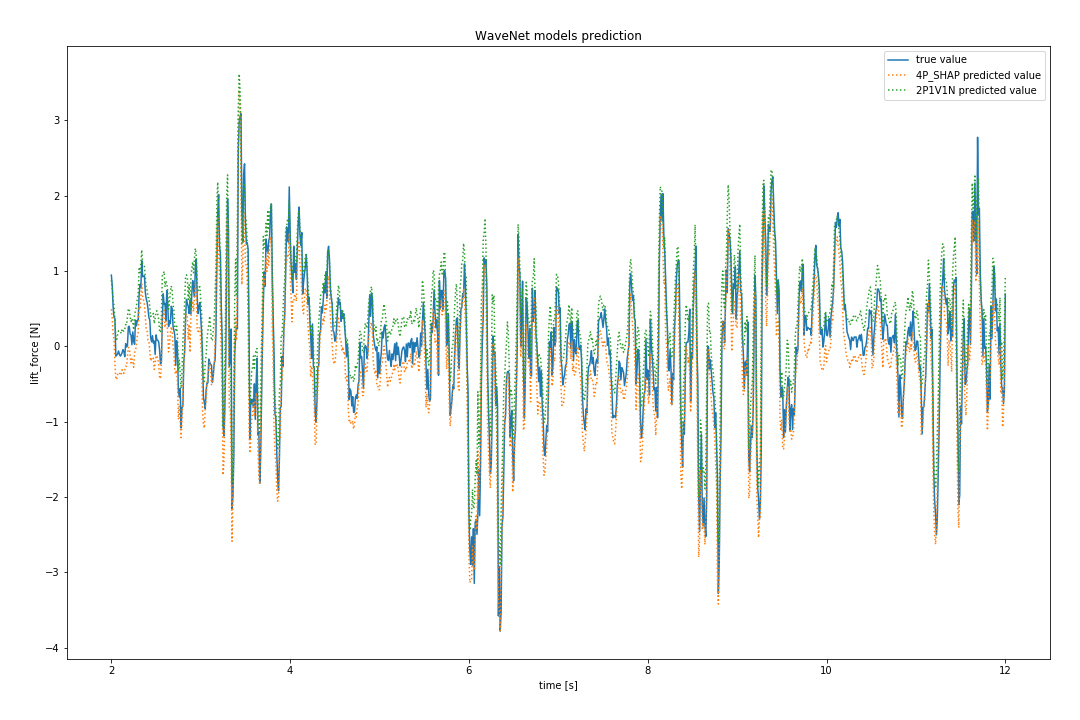 WaveNet models prediction
true value
4P_SHAP predicted value
2P1V1N predicted value
lift_force [N]
3
2
1
0
−1
−2
−3
−4
2
4
6
8
10
12
time [s]